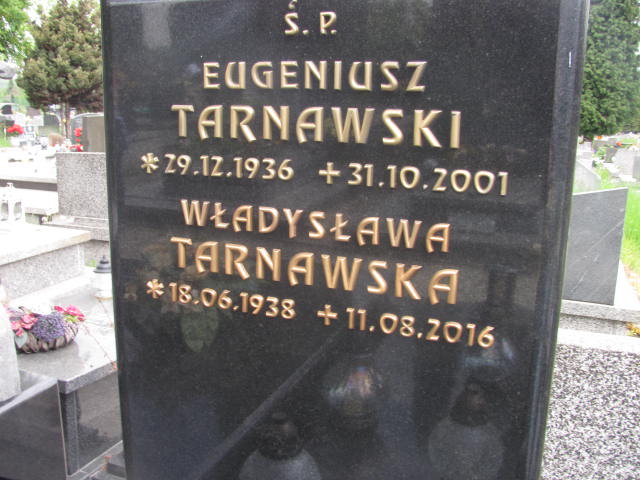 Ś. P.
EUGENIUSZ
TARNAWSKI
*29.12.1936 +31.10.2001
WŁADYSŁAWA
TARNAWSKA
*18.06.1938 +11.08.2016